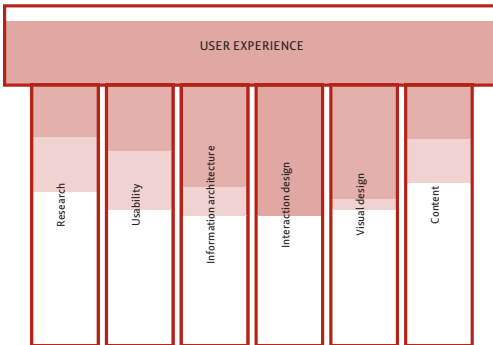 USER EXPERIENCE
Research
Usability
Information architecture
Interaction design
Visual design
Content